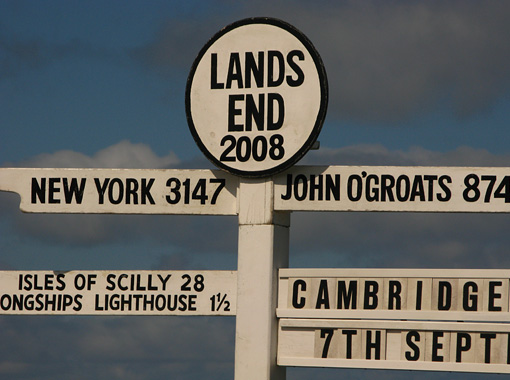 LANDS
END
2008
NEW YORK 3147
JOHN O'GROATS 874
ISLES OF SCILLY 28
ONGSHIPS LIGHTHOUSE 1½
CAMBRIDGE
7TH SEPT